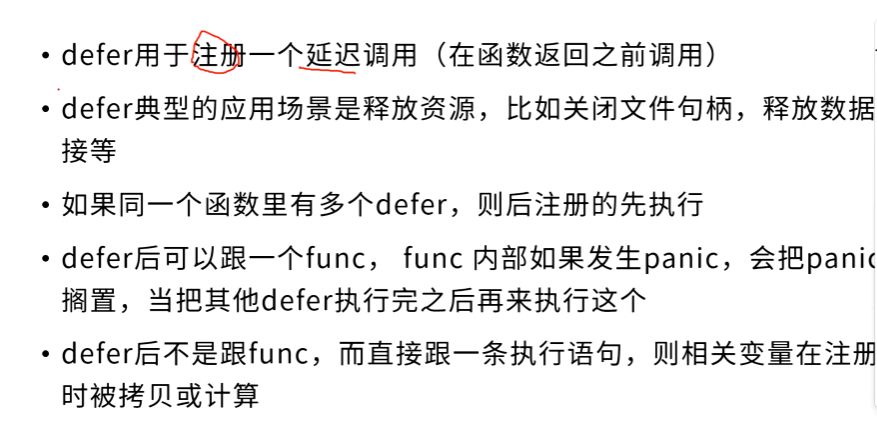 • defer用于注册一个延迟调用（在函数返回之前调用）
• defer典型的应用场景是释放资源，比如关闭文件句柄，释放数据
接等
• 如果同一个函数里有多个defer，则后注册的先执行
• defer后可以跟一个func， func 内部如果发生panic，会把panic
搁置，当把其他defer执行完之后再来执行这个
• defer后不是跟func，而直接跟一条执行语句，则相关变量在注册
时被拷贝或计算